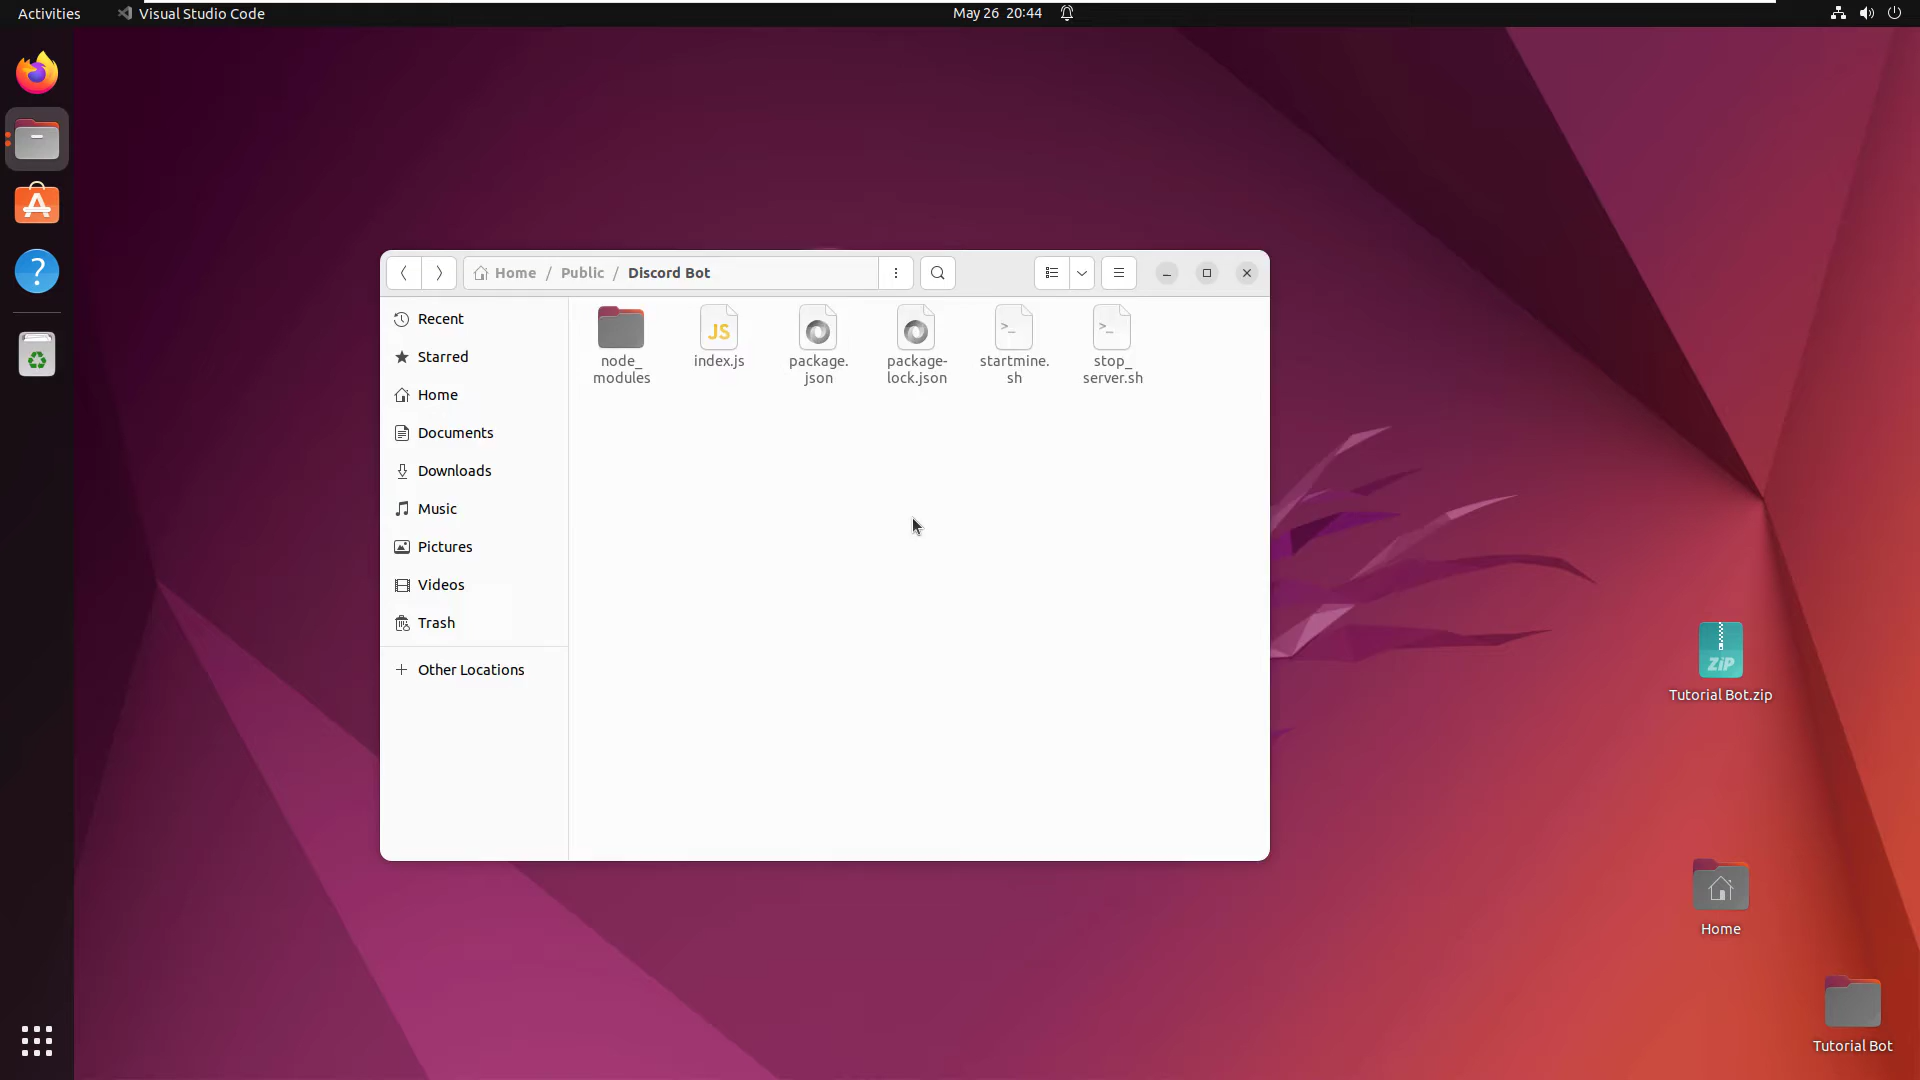 Activities
Visual Studio Code
May 26 20:44
Home / Public / Discord Bot
Recent
Starred
Home
Documents
Downloads
Music
Pictures
Videos
Trash
Other Locations
node_
modules
JS
index.js
package.
json
package-
lock.json
>_
startmine.
sh
>_
stop_
server.sh
ZIP
Tutorial Bot.zip
Home
Tutorial Bot